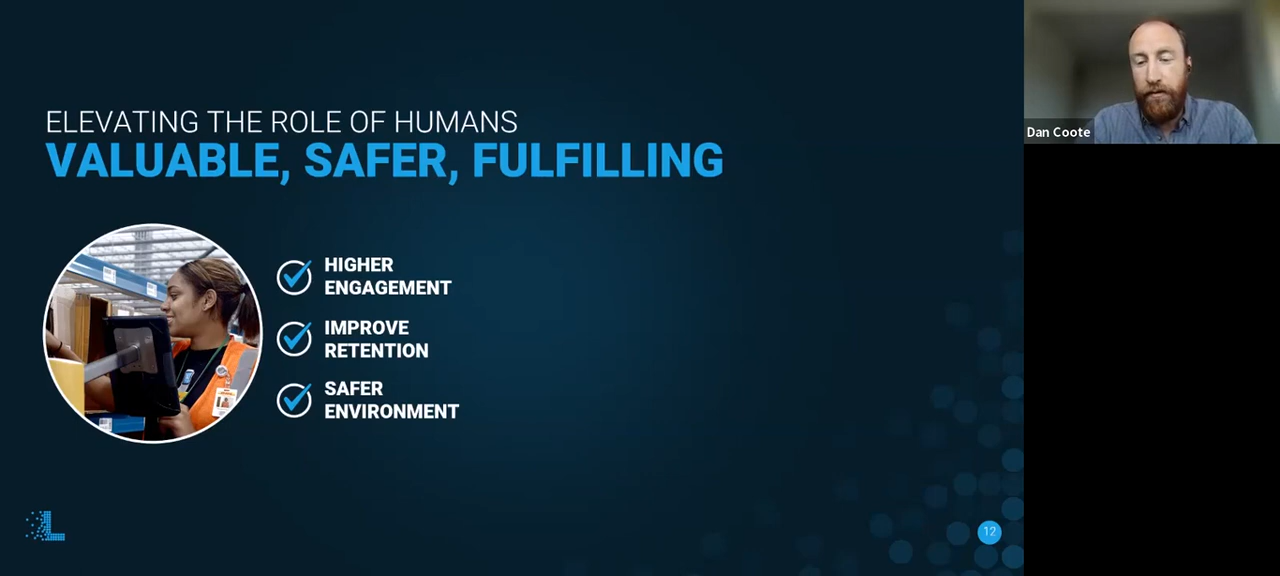 ELEVATING THE ROLE OF HUMANS
VALUABLE, SAFER, FULFILLING
HIGHER
ENGAGEMENT
IMPROVE
RETENTION
SAFER
ENVIRONMENT
12
Dan Coote